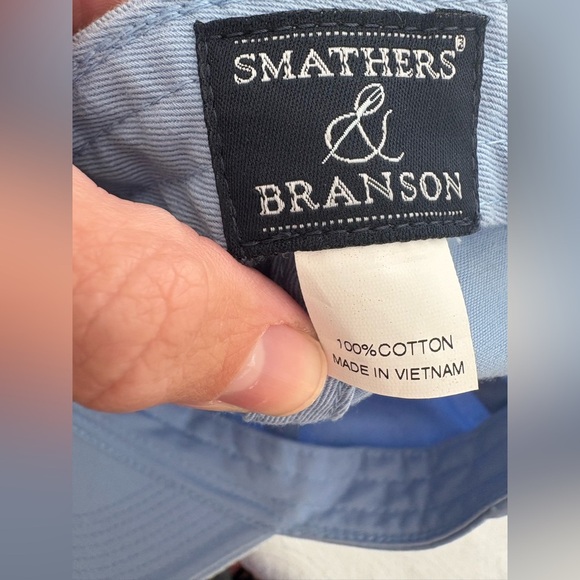 SMATHERS®
&
BRANSON
100%COTTON
MADE IN VIETNAM